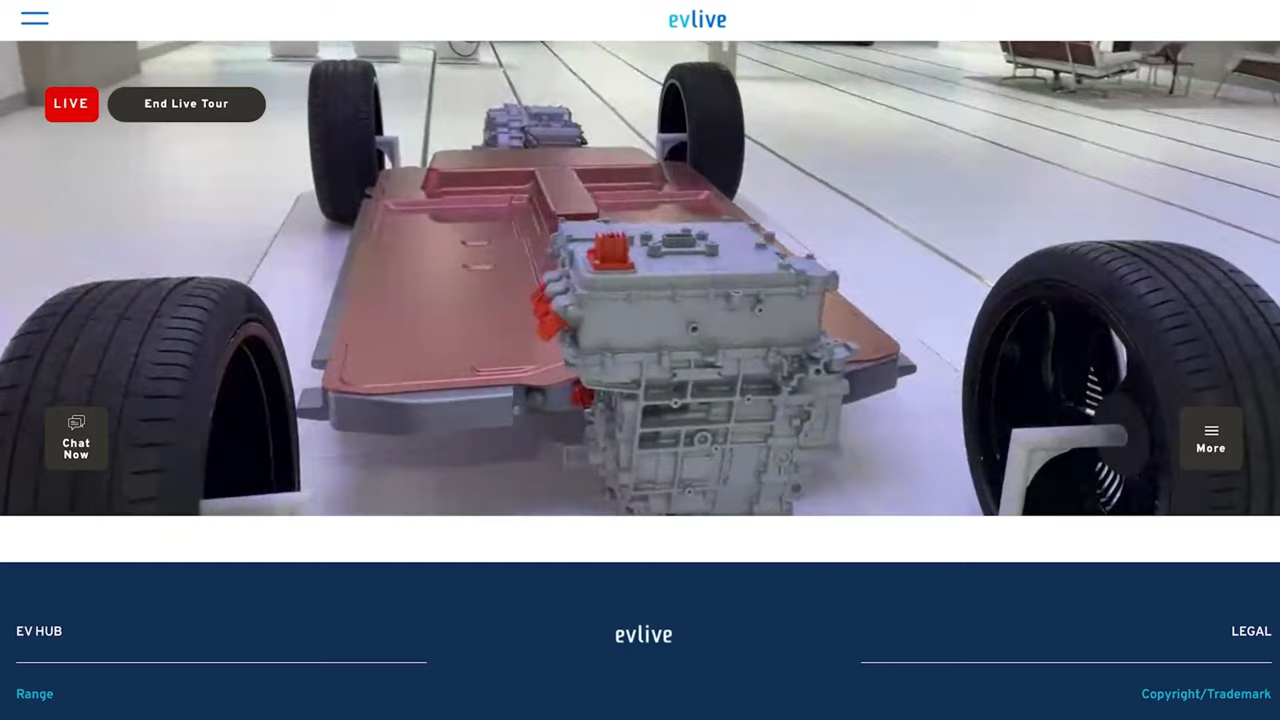 evlive
LIVE
End Live Tour
Chat
Now
More
EV HUB
evlive
LEGAL
Range
Copyright/Trademark